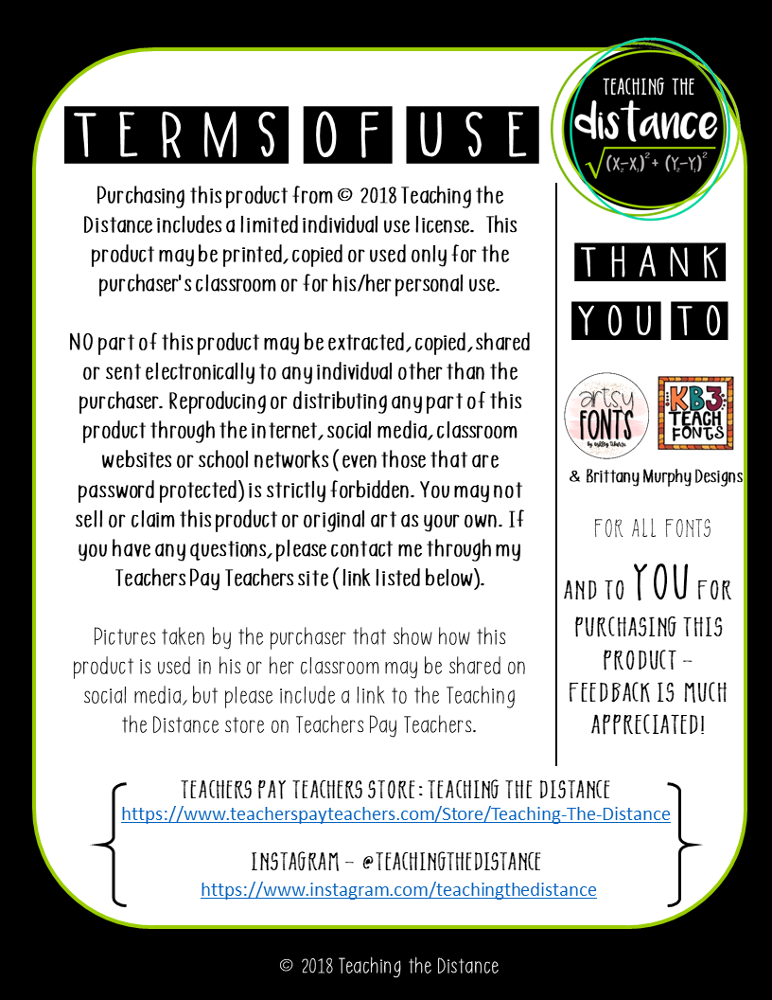 TEACHING THE
distance
√(X₂-X₁)² + (Y₂-Y₁)²
TERMS OF USE
Purchasing this product from © 2018 Teaching the
Distance includes a limited individual use license. This
product may be printed, copied or used only for the
purchaser's classroom or for his/her personal use.
NO part of this product may be extracted, copied, shared
or sent electronically to any individual other than the
purchaser. Reproducing or distributing any part of this
product through the internet, social media, classroom
websites or school networks (even those that are
password protected) is strictly forbidden. You may not
sell or claim this product or original art as your own. If
you have any questions, please contact me through my
Teachers Pay Teachers site (link listed below).
Pictures taken by the purchaser that show how this
product is used in his or her classroom may be shared on
social media, but please include a link to the Teaching
the Distance store on Teachers Pay Teachers.
THANK
YOU TO
artsy
FONTS
KB3
TEACH
FONTS
& Brittany Murphy Designs
FOR ALL FONTS
AND TO YOU FOR
PURCHASING THIS
PRODUCT –
FEEDBACK IS MUCH
APPRECIATED!
TEACHERS PAY TEACHERS STORE: TEACHING THE DISTANCE
https://www.teacherspayteachers.com/Store/Teaching-The-Distance
INSTAGRAM – @TEACHINGTHEDISTANCE
https://www.instagram.com/teachingthedistance
© 2018 Teaching the Distance